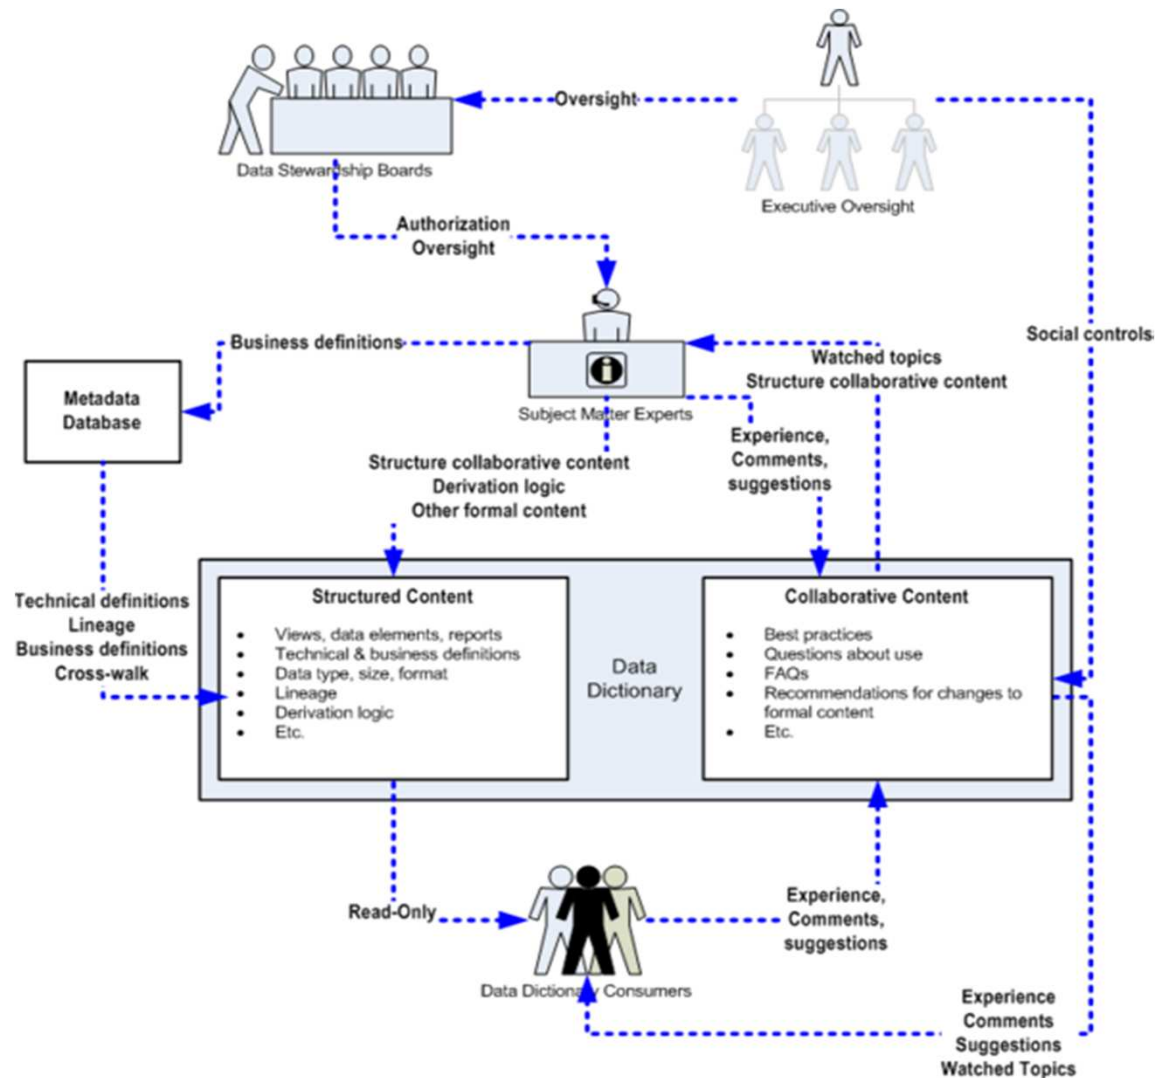 Oversight
Data Stewardship Boards
Executive Oversight
Authorization
Oversight
Social controls
Business definitions
Watched topics
Structure collaborative content
Metadata
Database
Subject Matter Experts
Experience,
Comments,
suggestions
Structure collaborative content
Derivation logic
Other formal content
Technical definitions
Lineage
Business definitions
Cross-walk
Structured Content
• Views, data elements, reports
• Technical & business definitions
• Data type, size, format
• Lineage
• Derivation logic
• Etc.
Data
Dictionary
Collaborative Content
• Best practices
• Questions about use
• FAQs
• Recommendations for changes to
formal content
• Etc.
Read-Only
Experience,
Comments,
suggestions
Data Dictionary Consumers
Experience
Comments
Suggestions
Watched Topics